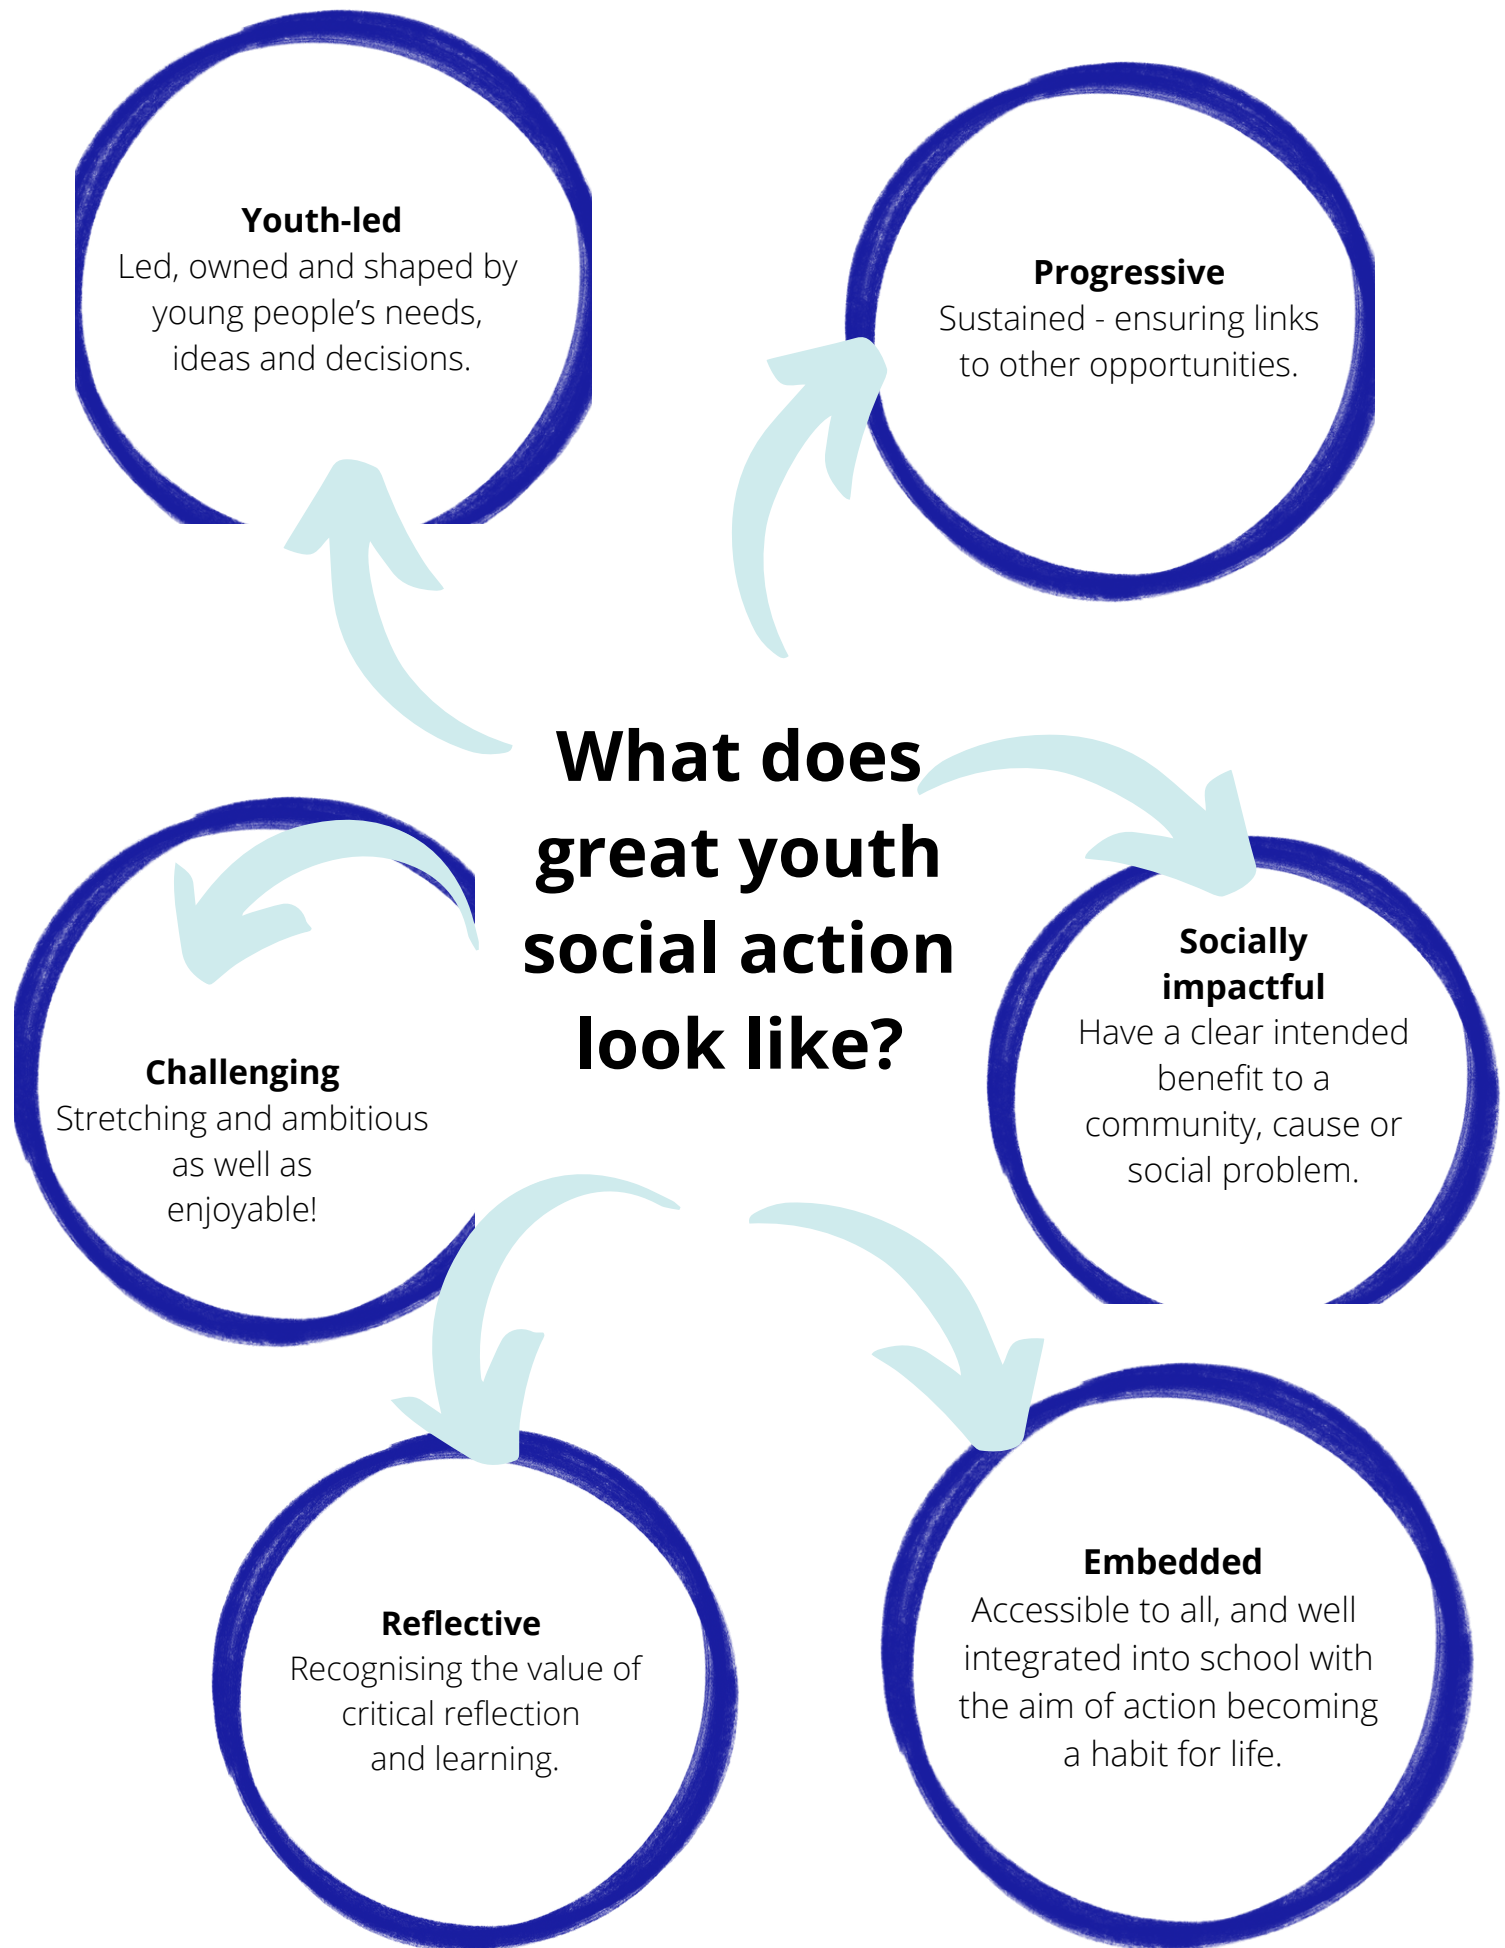 Youth-led
Led, owned and shaped by
young people’s needs,
ideas and decisions.
Progressive
Sustained - ensuring links
to other opportunities.
What does
great youth
social action
look like?
Socially
impactful
Have a clear intended
benefit to a
community, cause or
social problem.
Challenging
Stretching and ambitious
as well as
enjoyable!
Reflective
Recognising the value of
critical reflection
and learning.
Embedded
Accessible to all, and well
integrated into school with
the aim of action becoming
a habit for life.